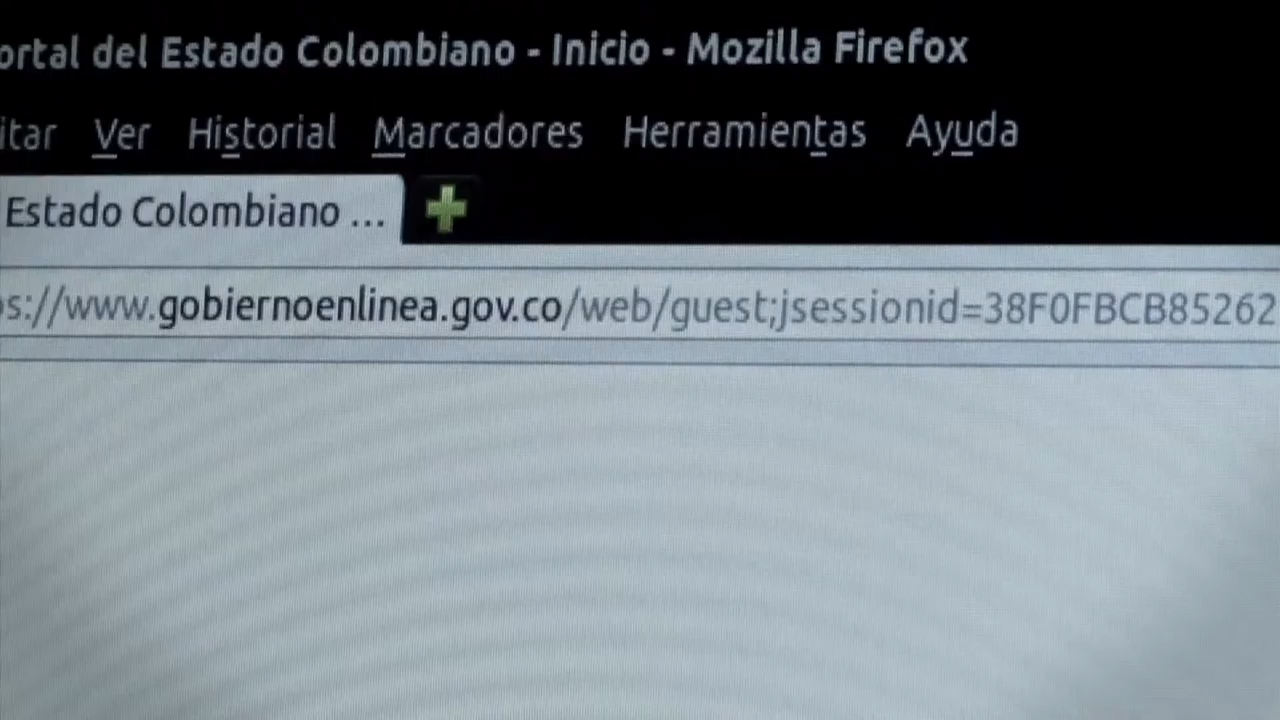 ortal del Estado Colombiano - Inicio - Mozilla Firefox
itar Ver Historial Marcadores Herramientas Ayuda
Estado Colombiano ...
ps://www.gobiernoenlinea.gov.co/web/guest;jsessionid=38F0FBCB85262